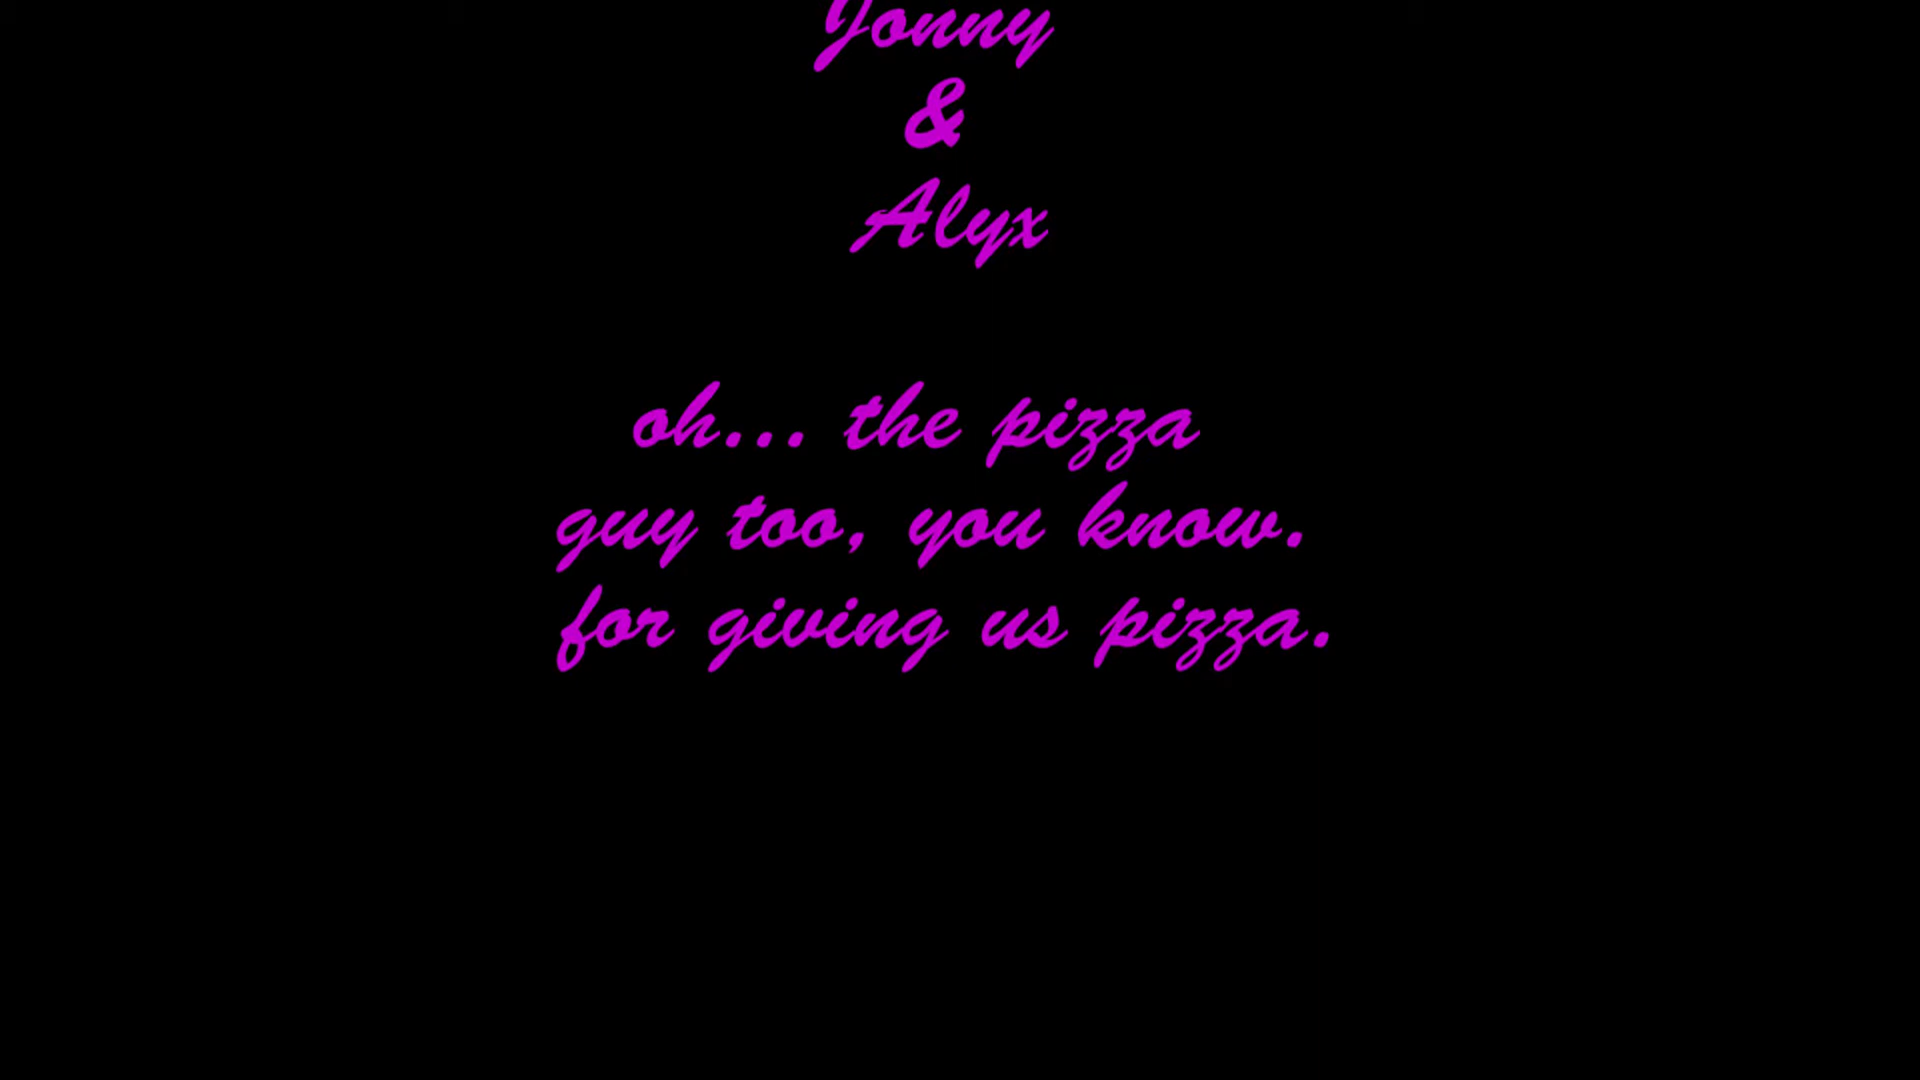 Jonny
&
Alyx
oh... the pizza
guy too, you know.
for giving us pizza.